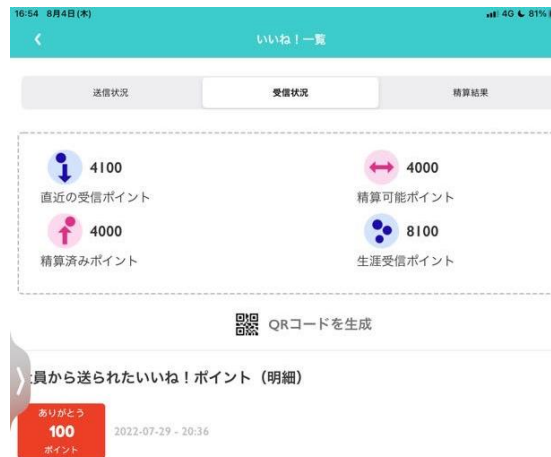 16:54 8月4日(木)
4G 81%
いいね！一覧
送信状況
受信状況
精算結果
4100
直近の受信ポイント
4000
精算可能ポイント
4000
精算済みポイント
8100
生涯受信ポイント
QRコードを生成
員から送られたいいね！ポイント（明細）
ありがとう
100
ポイント
2022-07-29 - 20:36